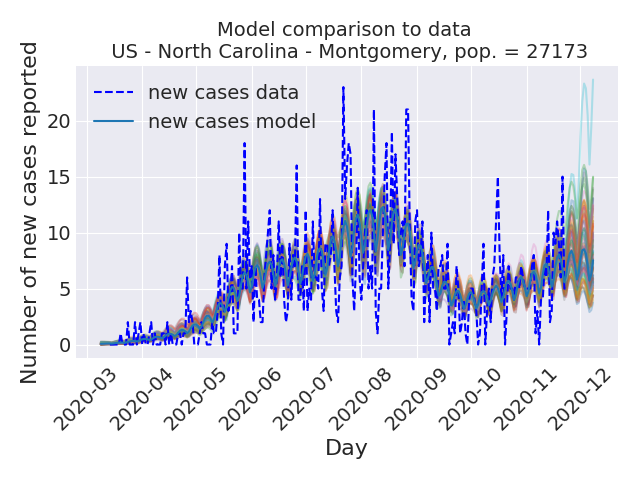 Model comparison to data
US - North Carolina - Montgomery, pop. = 27173
Number of new cases reported
20
15
10
5
0
new cases data
new cases model
2020-03
2020-04
2020-05
2020-06
2020-07
2020-08
2020-09
2020-10
2020-11
2020-12
Day